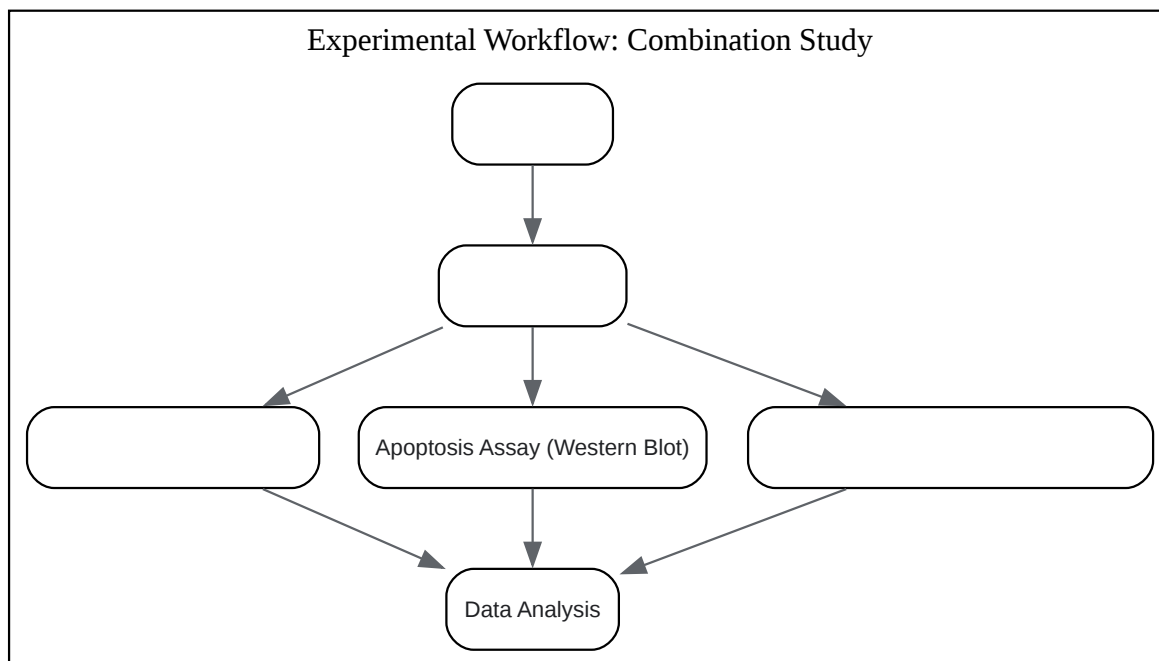 Experimental Workflow: Combination Study
Apoptosis Assay (Western Blot)
Data Analysis